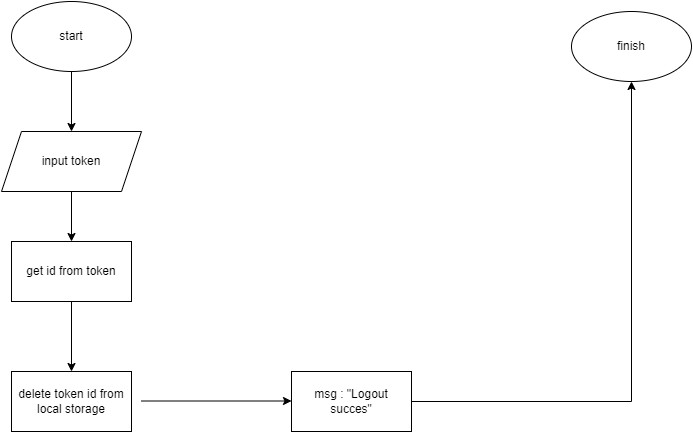 start
finish
input token
get id from token
delete token id from
local storage
msg : "Logout
succes"